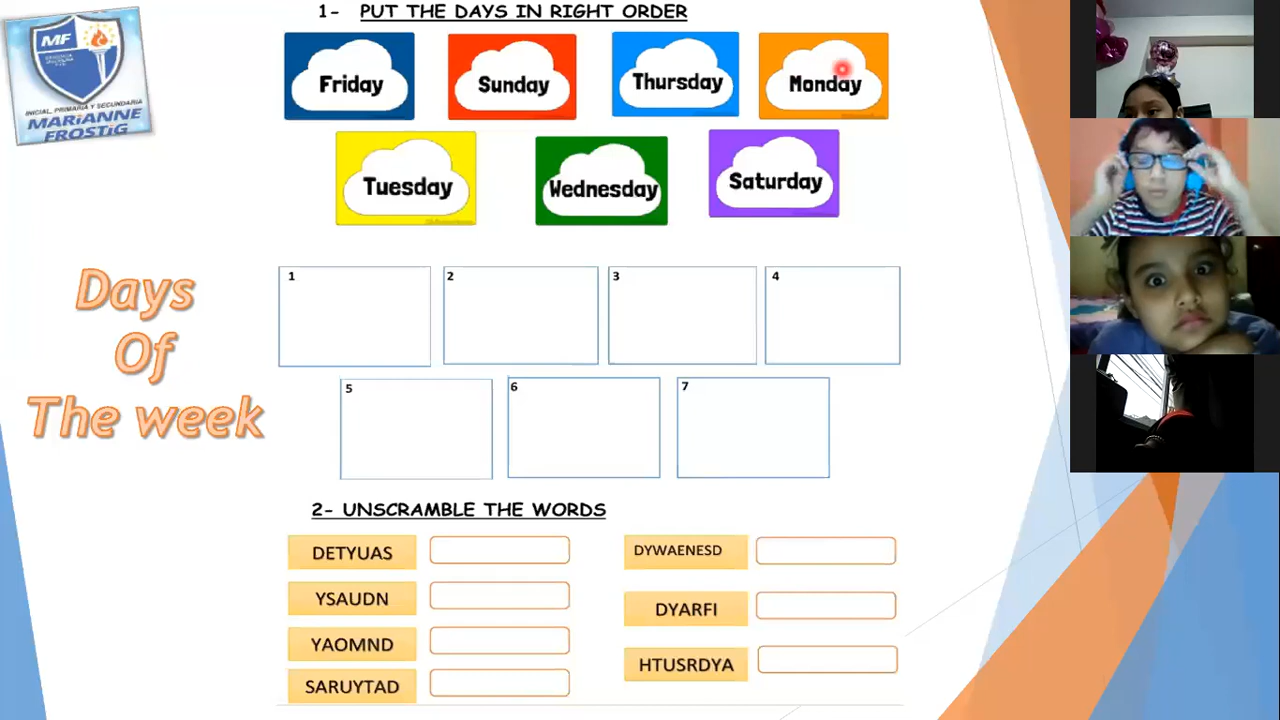 1- PUT THE DAYS IN RIGHT ORDER
MF
INICIAL, PRIMARIA Y SECUNDARIA
MARIANNE
FROSTIG
Friday
Sunday
Thursday
Monday
Tuesday
Wednesday
Saturday
Days
Of
The week
1
2
3
4
5
6
7
2- UNSCRAMBLE THE WORDS
DETYUAS
YSAUDN
YAOMND
SARUYTAD
DYWAENESD
DYARFI
HTUSRDYA